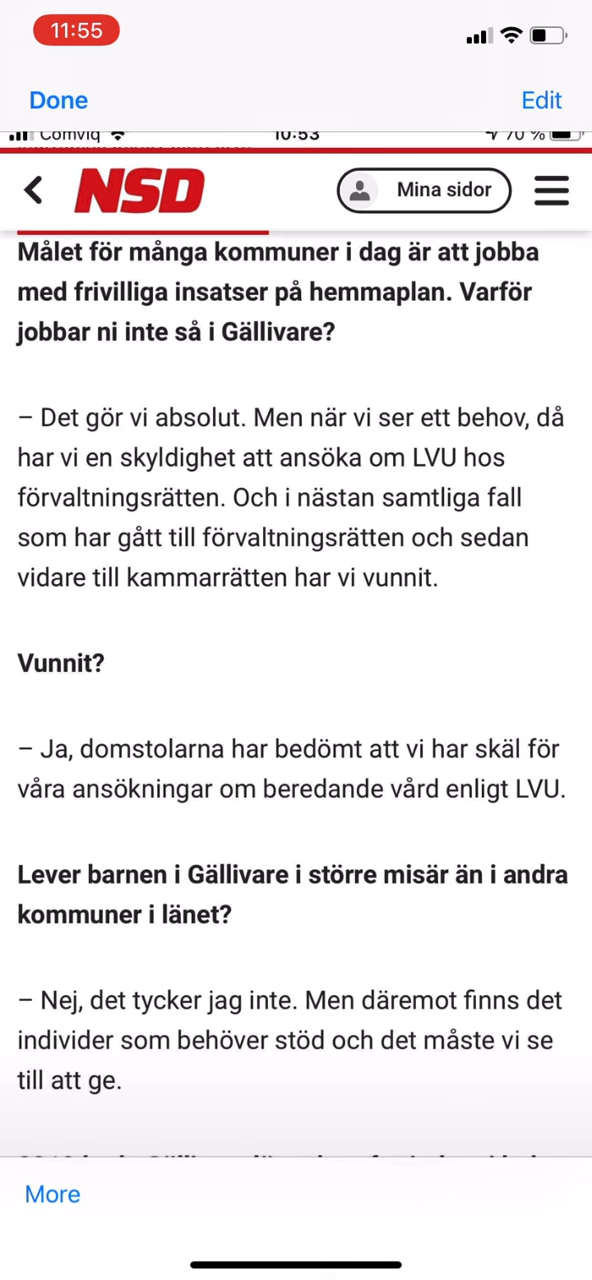 11:55
Done
Edit
Comviq
10:53
70 %
NSD
Mina sidor
Målet för många kommuner i dag är att jobba
med frivilliga insatser på hemmaplan. Varför
jobbar ni inte så i Gällivare?
– Det gör vi absolut. Men när vi ser ett behov, då
har vi en skyldighet att ansöka om LVU hos
förvaltningsrätten. Och i nästan samtliga fall
som har gått till förvaltningsrätten och sedan
vidare till kammarrätten har vi vunnit.
Vunnit?
– Ja, domstolarna har bedömt att vi har skäl för
våra ansökningar om beredande vård enligt LVU.
Lever barnen i Gällivare i större misär än i andra
kommuner i länet?
– Nej, det tycker jag inte. Men däremot finns det
individer som behöver stöd och det måste vi se
till att ge.
More